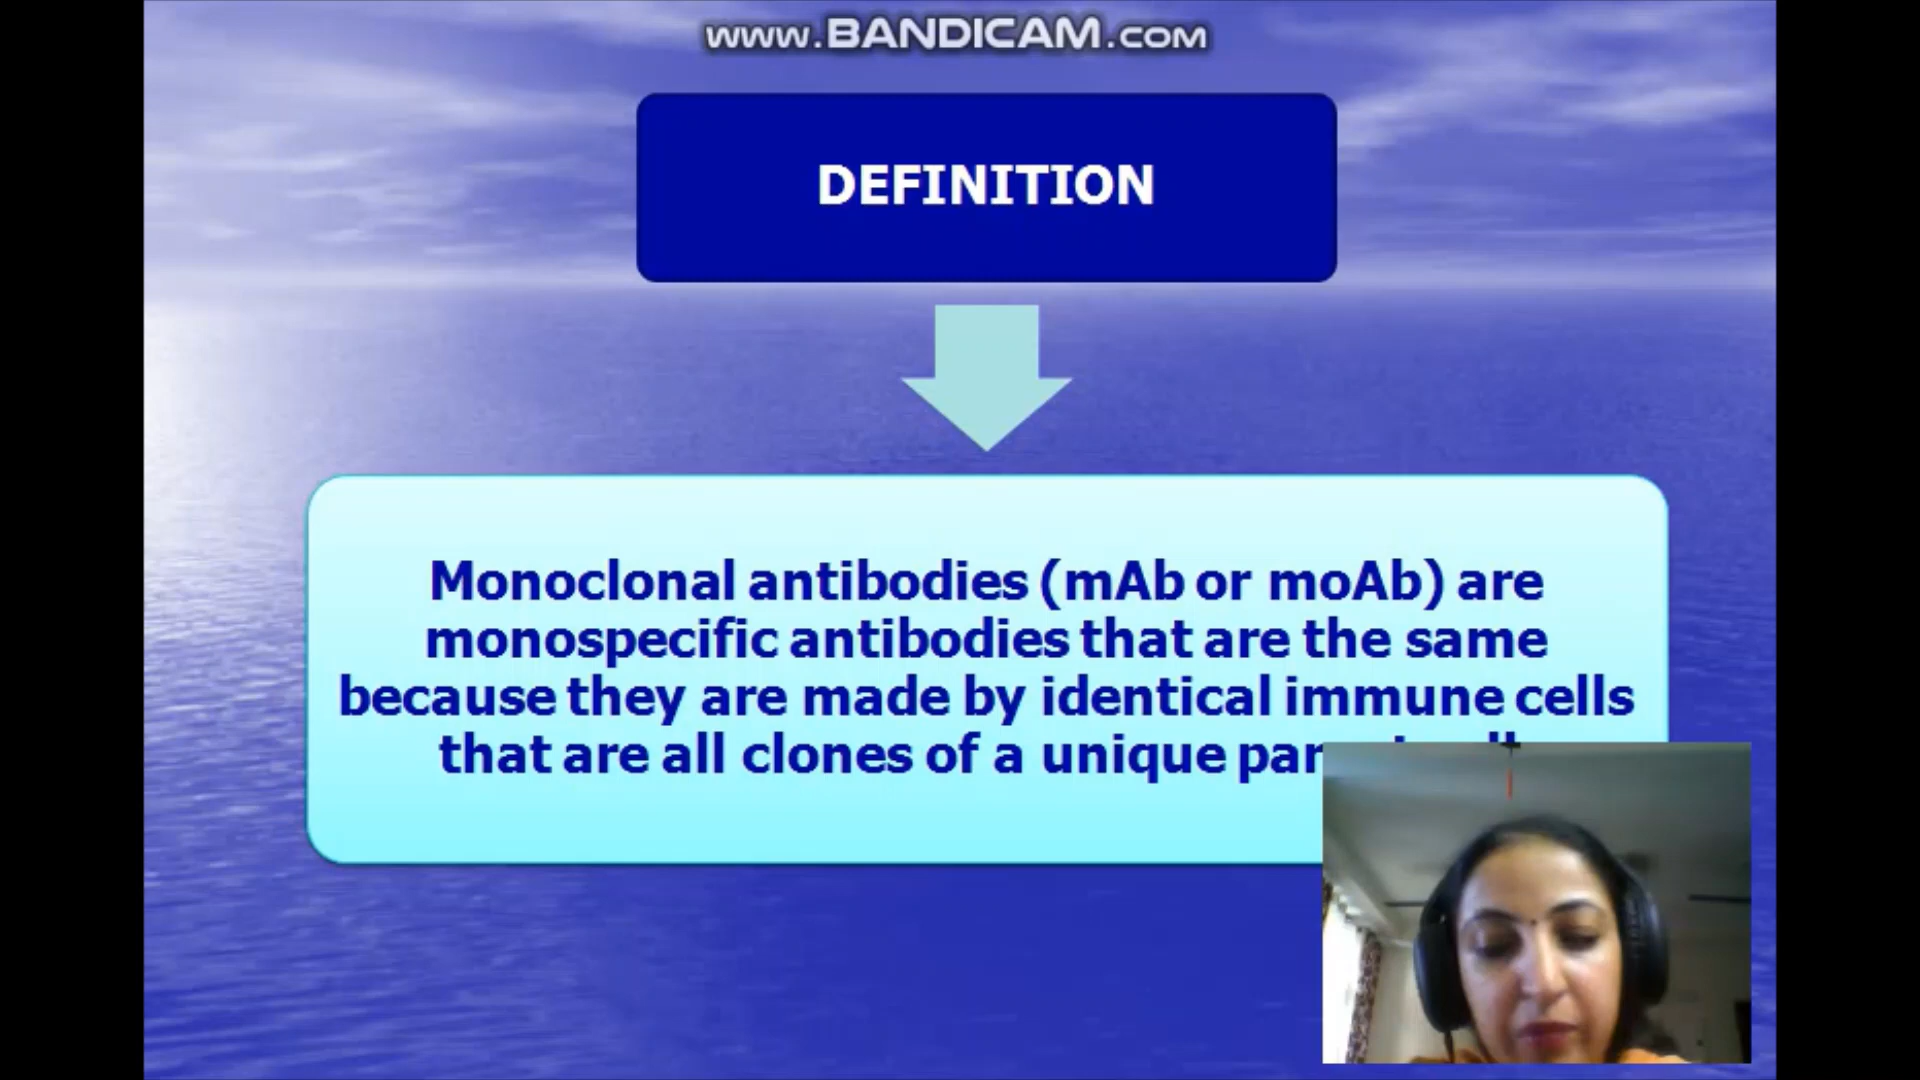 www.BANDICAM.com
DEFINITION
Monoclonal antibodies (mAb or moAb) are
monospecific antibodies that are the same
because they are made by identical immune cells
that are all clones of a unique